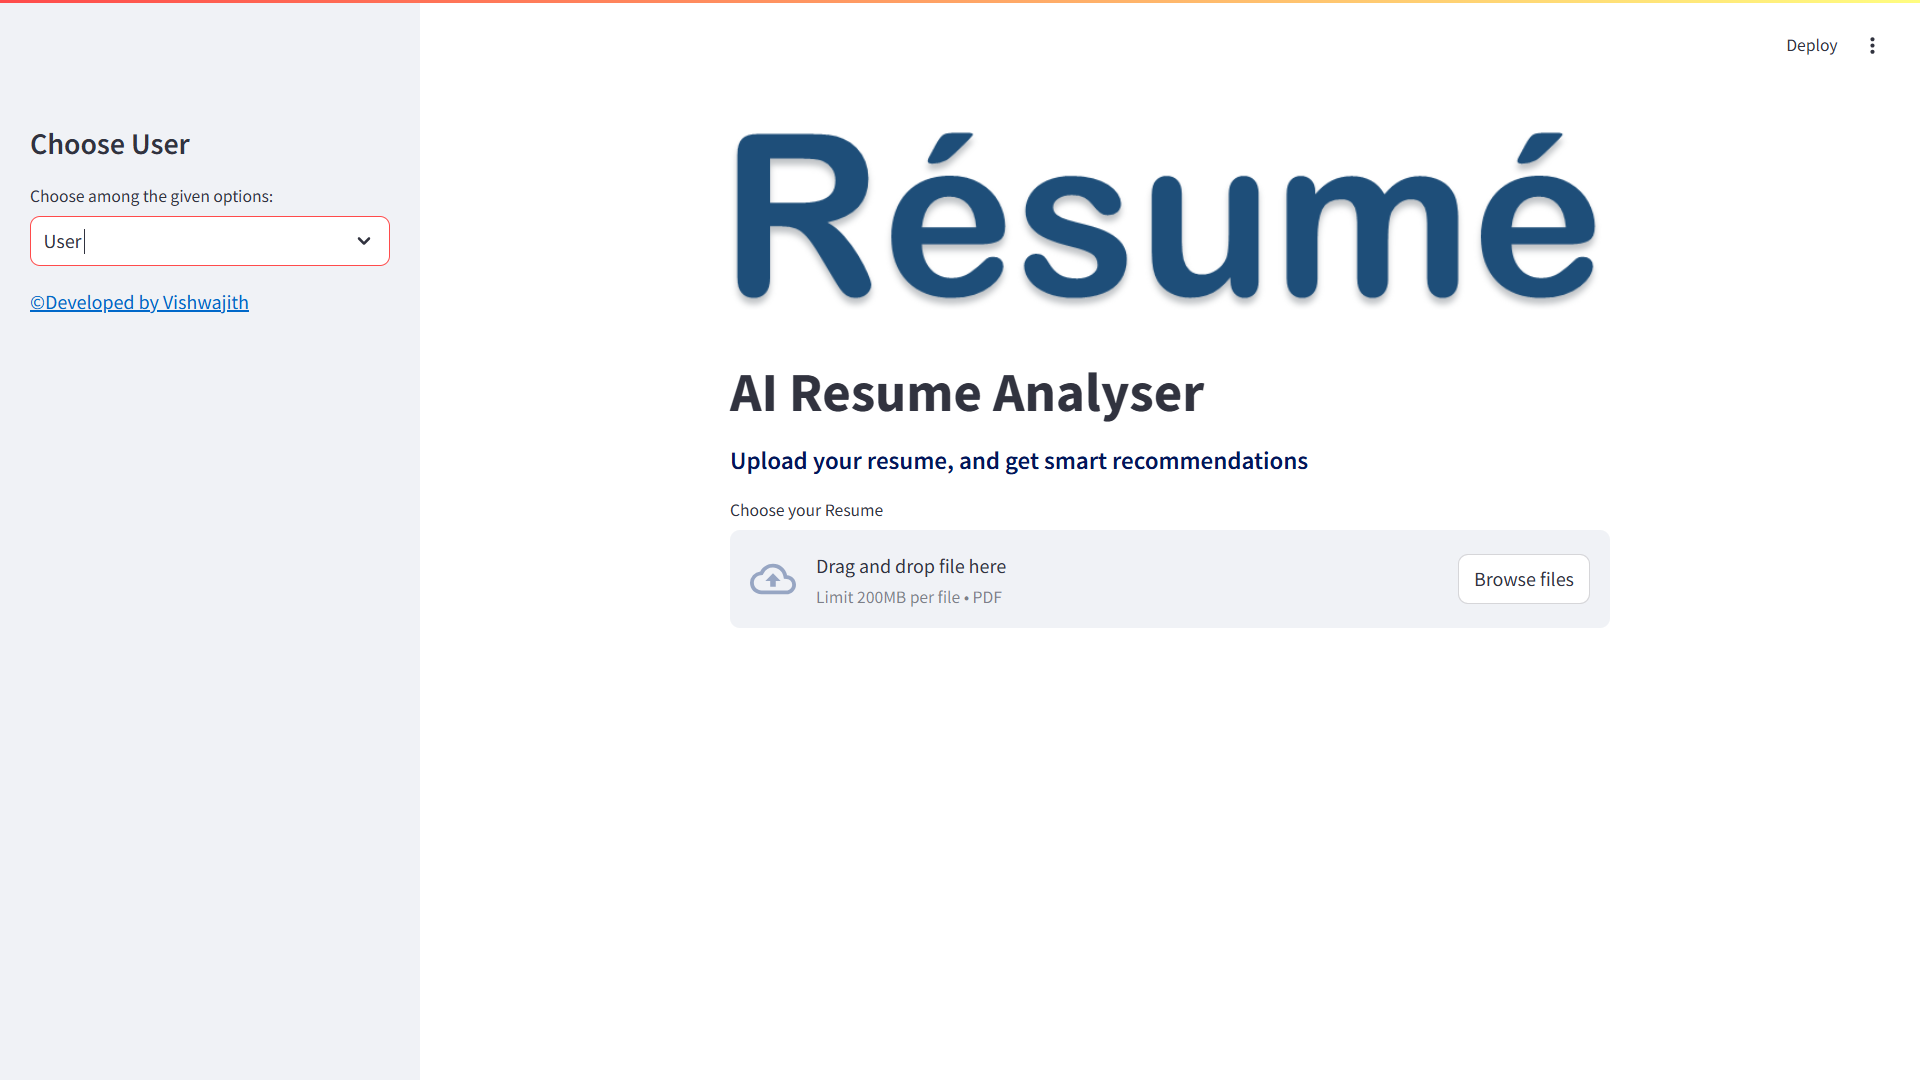 Deploy
Choose User
Choose among the given options:
User
©Developed by Vishwajith
Résumé
AI Resume Analyser
Upload your resume, and get smart recommendations
Choose your Resume
Drag and drop file here
Limit 200MB per file • PDF
Browse files